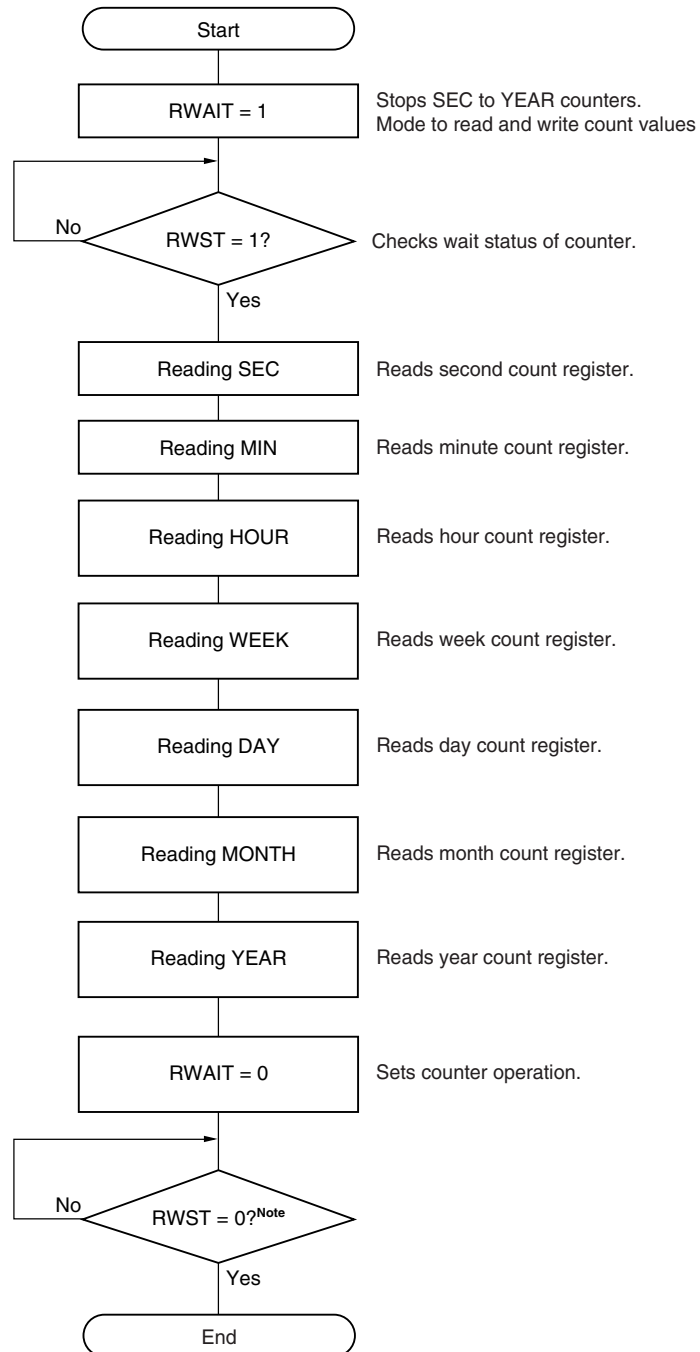 Start
RWAIT = 1
Stops SEC to YEAR counters.
Mode to read and write count values
No
RWST = 1?
Checks wait status of counter.
Yes
Reading SEC
Reads second count register.
Reading MIN
Reads minute count register.
Reading HOUR
Reads hour count register.
Reading WEEK
Reads week count register.
Reading DAY
Reads day count register.
Reading MONTH
Reads month count register.
Reading YEAR
Reads year count register.
RWAIT = 0
Sets counter operation.
No
RWST = 0?Note
Yes
End